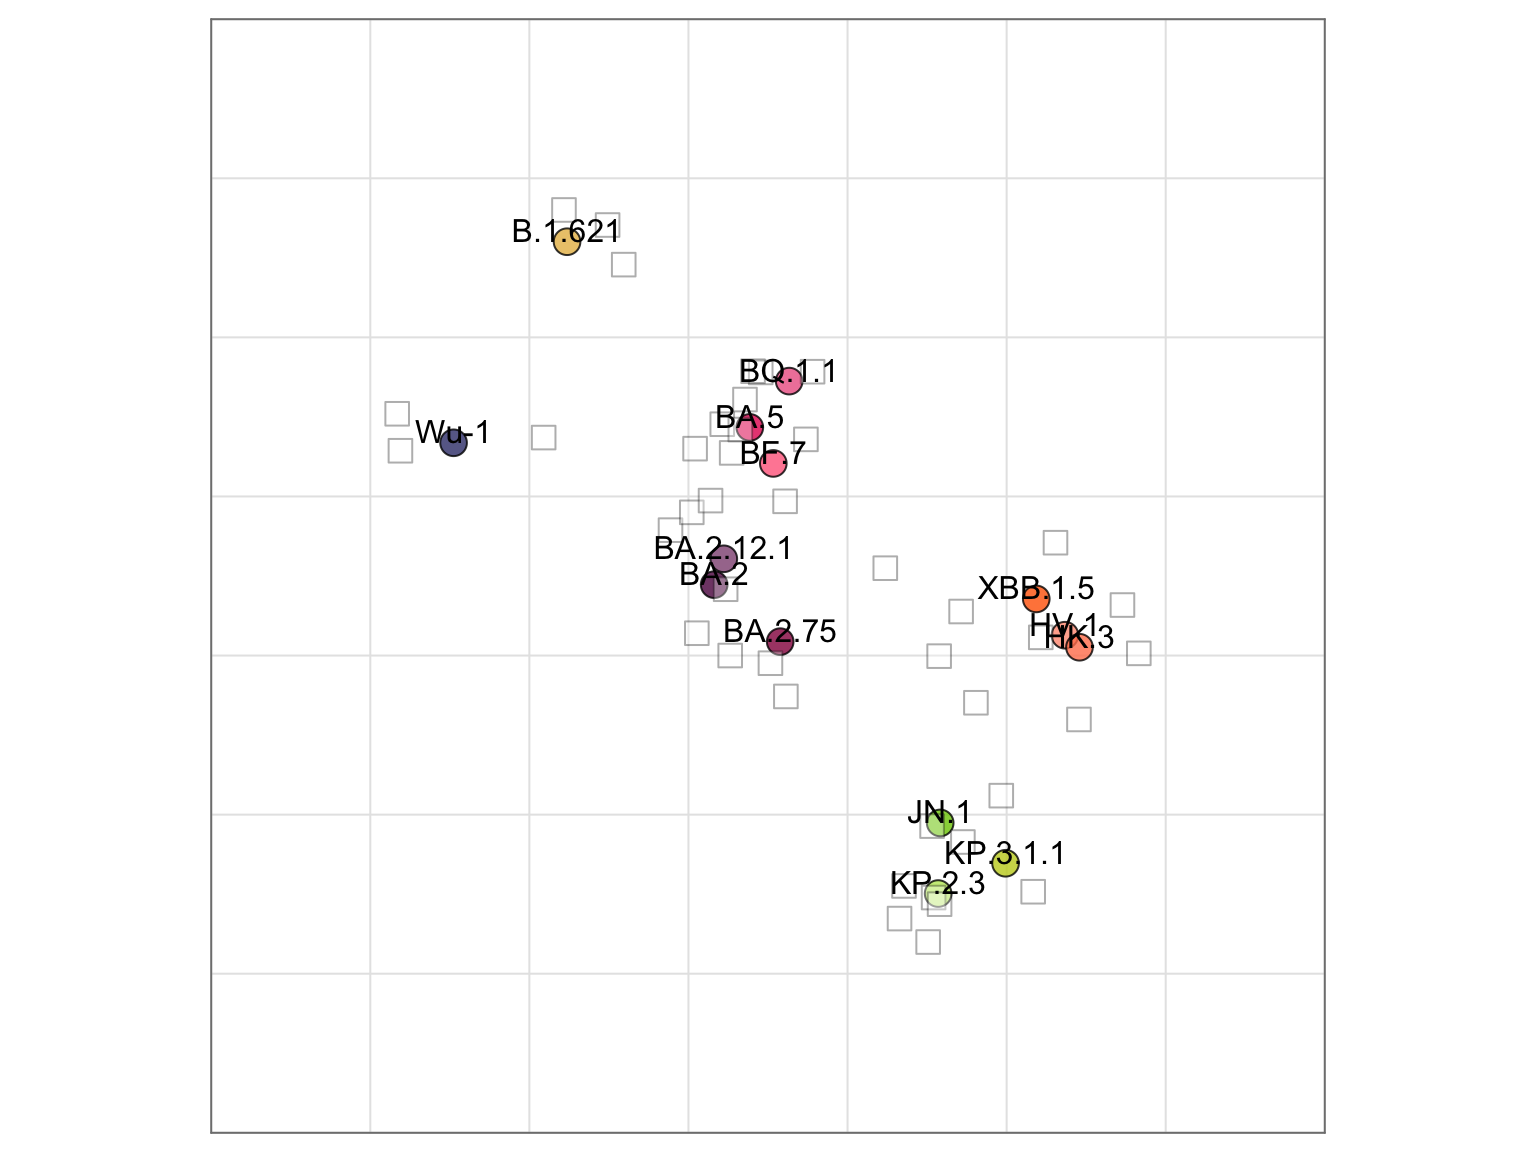 B.1.621
BQ.1.1
BA.5
Wu-1
BF.7
BA.2.12.1
BA.2
XBB.1.5
HV.1
BA.2.75
HK.3
JN.1
KP.3.1.1
KP.2.3